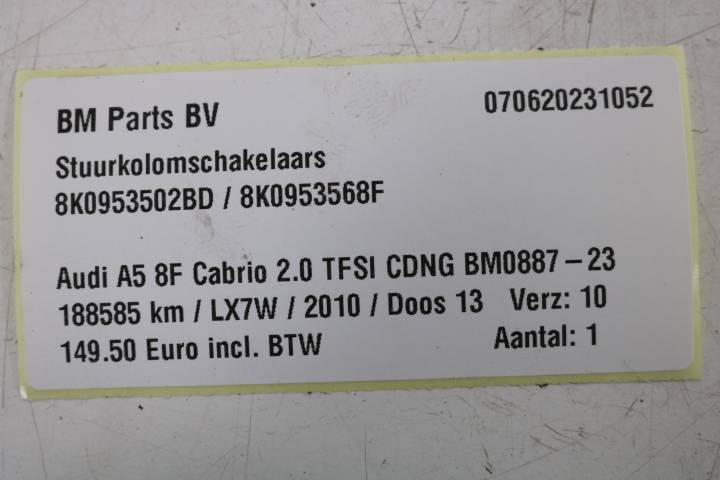 BM Parts BV 070620231052
Stuurkolomschakelaars
8K0953502BD / 8K0953568F
Audi A5 8F Cabrio 2.0 TFSI CDNG BM0887-23
188585 km / LX7W / 2010 / Doos 13 Verz: 10
149.50 Euro incl. BTW Aantal: 1